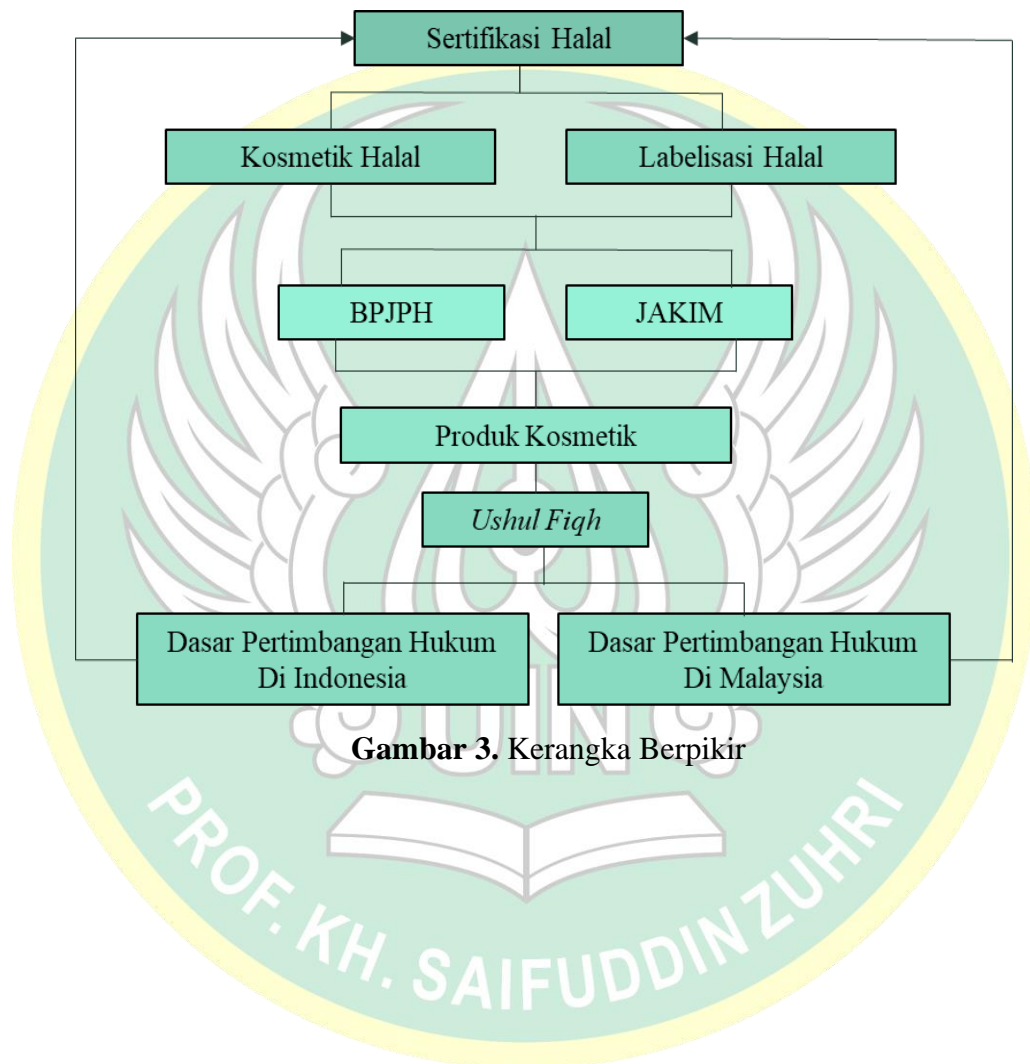 Sertifikasi Halal
Kosmetik Halal
Labelisasi Halal
BPJPH
JAKIM
Produk Kosmetik
Ushul Fiqh
Dasar Pertimbangan Hukum
Di Indonesia
Dasar Pertimbangan Hukum
Di Malaysia
UIN
Gambar 3. Kerangka Berpikir
PROF. KH. SAIFUDDIN ZUHRI